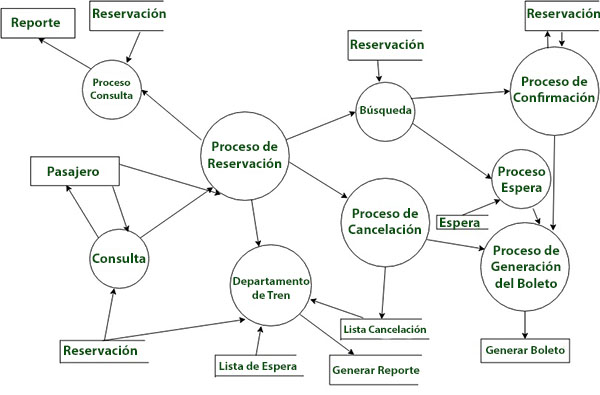 Reporte
Reservación
Reservación
Reservación
Proceso
Consulta
Búsqueda
Proceso de
Confirmación
Proceso de
Reservación
Pasajero
Proceso
Espera
Proceso de
Cancelación
Espera
Consulta
Proceso de
Generación
del Boleto
Departamento
de Tren
Lista Cancelación
Reservación
Lista de Espera
Generar Reporte
Generar Boleto